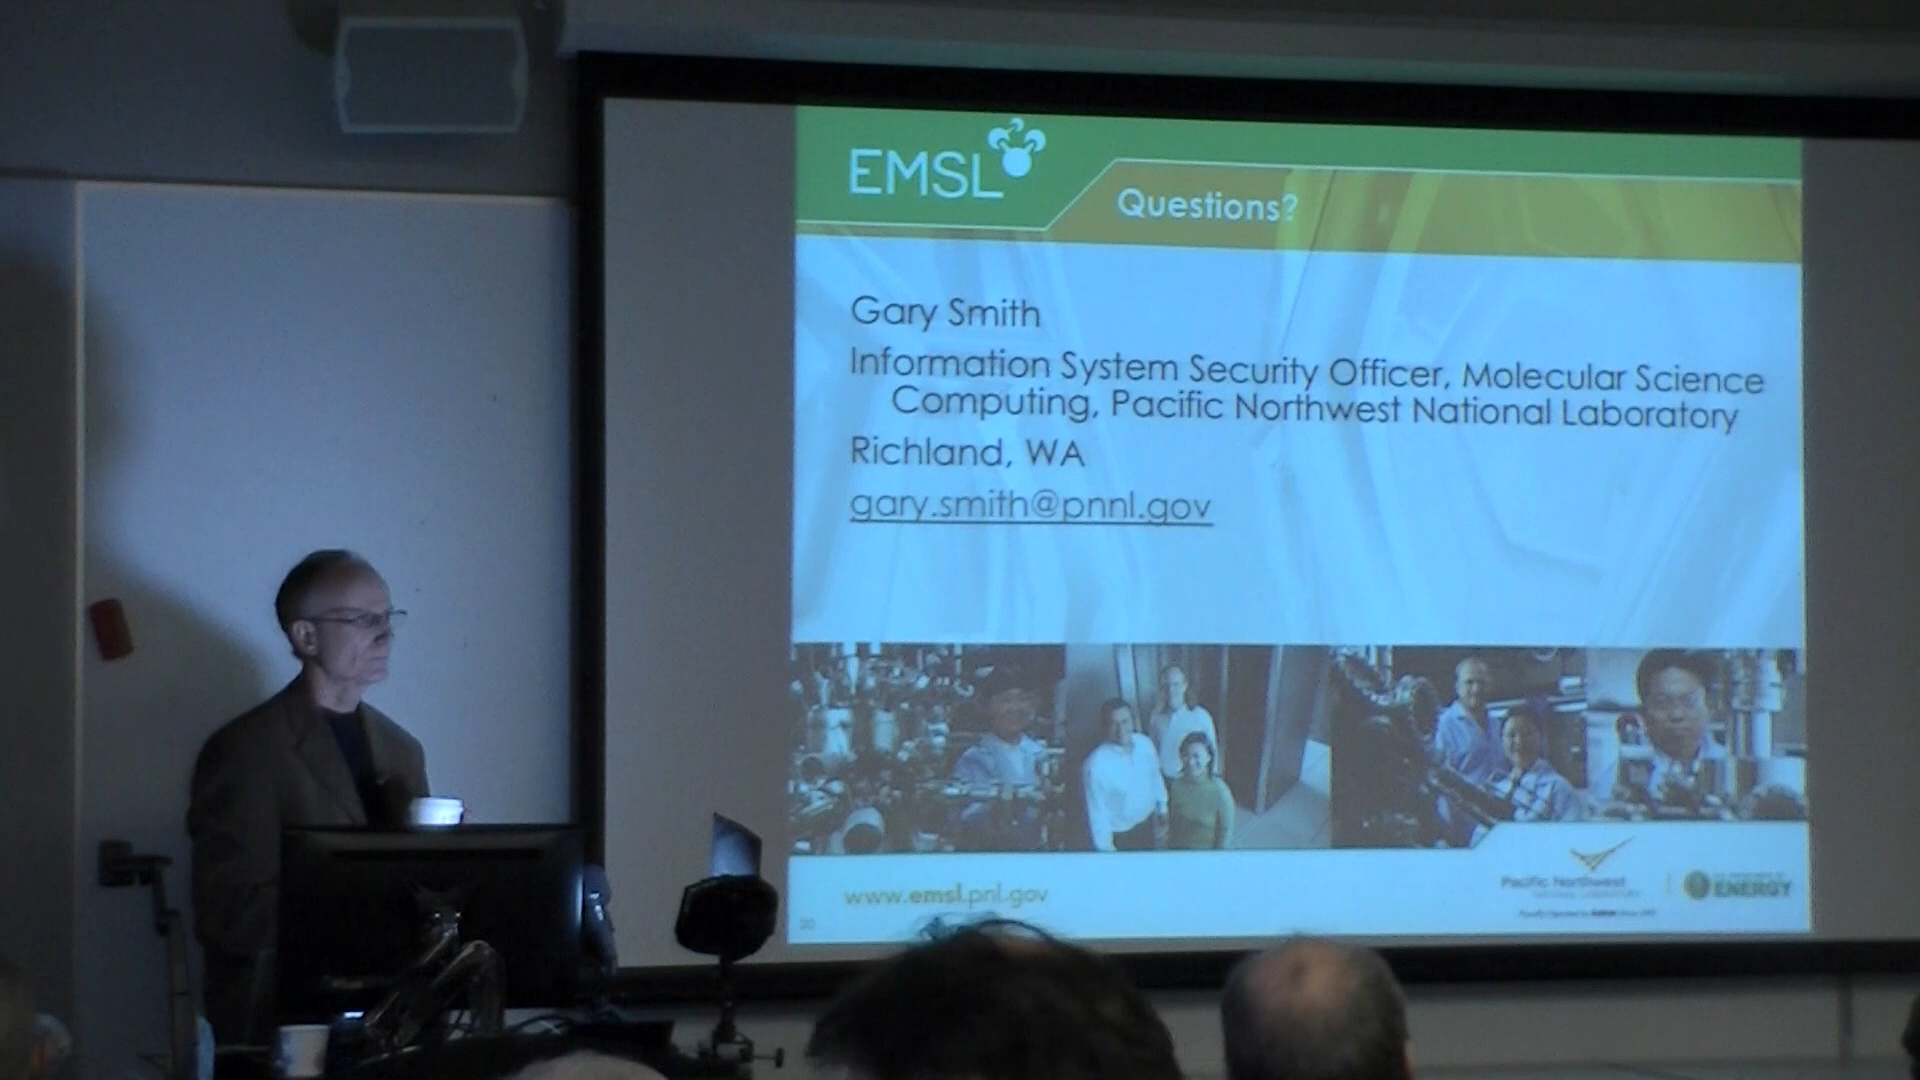 EMSL
Questions?
Gary Smith
Information System Security Officer, Molecular Science
Computing, Pacific Northwest National Laboratory
Richland, WA
gary.smith@pnnl.gov
www.emsl.pnl.gov
Pacific Northwest
ENERGY
20